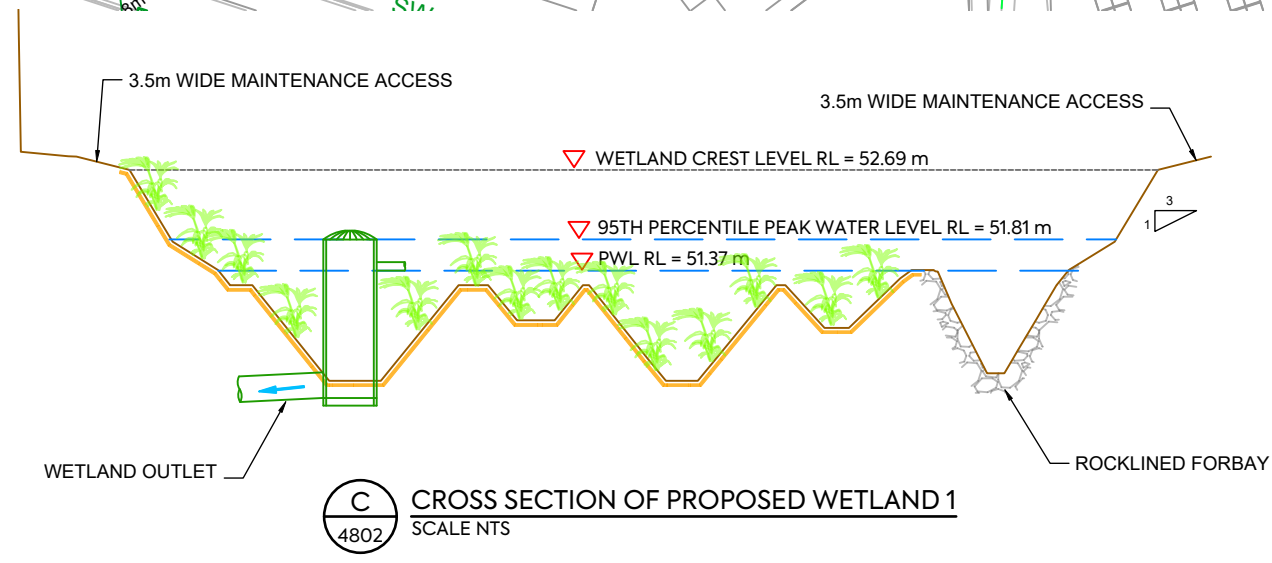 8m
SW
3.5m WIDE MAINTENANCE ACCESS
3.5m WIDE MAINTENANCE ACCESS
WETLAND CREST LEVEL RL = 52.69 m
3
1
95TH PERCENTILE PEAK WATER LEVEL RL = 51.81 m
PWL RL = 51.37 m
WETLAND OUTLET
ROCKLINED FORBAY
C
4802
CROSS SECTION OF PROPOSED WETLAND 1
SCALE NTS